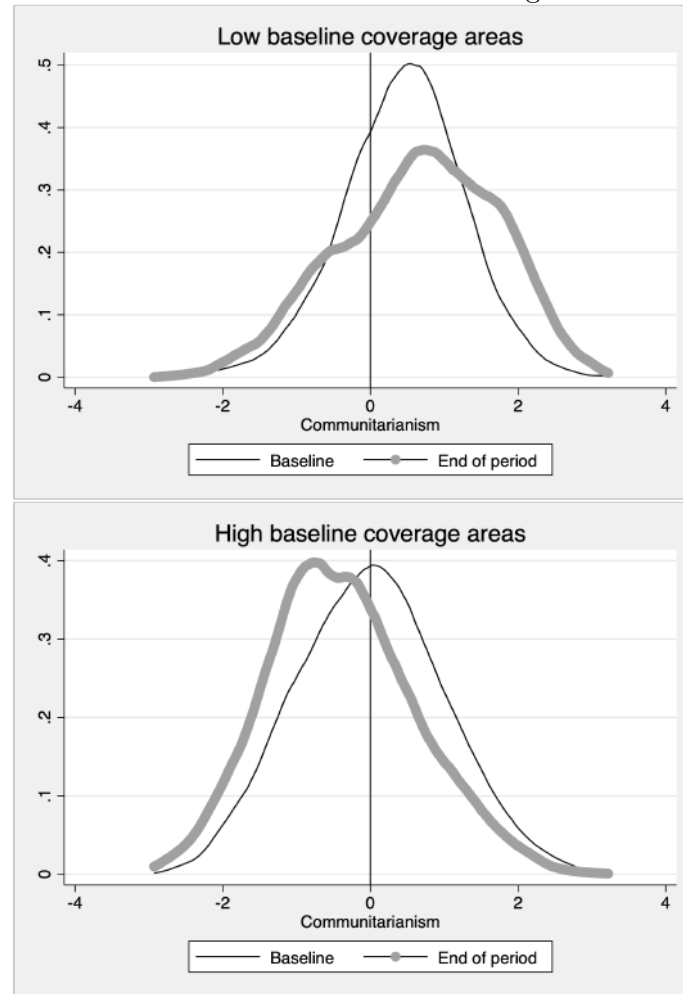 Low baseline coverage areas
.5
.4
.3
.2
.1
0
-4 -2 0 2 4
Communitarianism
Baseline End of period
High baseline coverage areas
.4
.3
.2
.1
0
-4 -2 0 2 4
Communitarianism
Baseline End of period